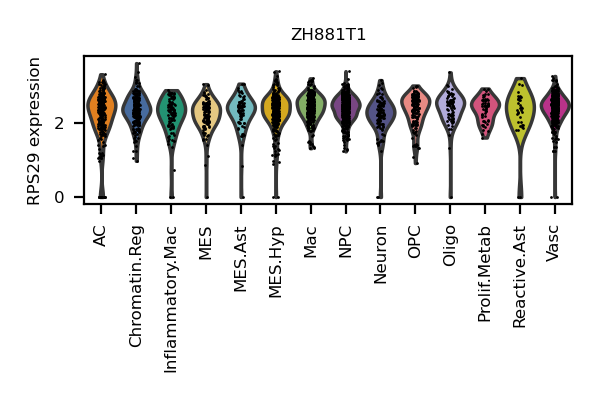 ZH881T1
RPS29 expression
2
0
AC
Chromatin.Reg
Inflammatory.Mac
MES
MES.Ast
MES.Hyp
Mac
NPC
Neuron
OPC
Oligo
Prolif.Metab
Reactive.Ast
Vasc